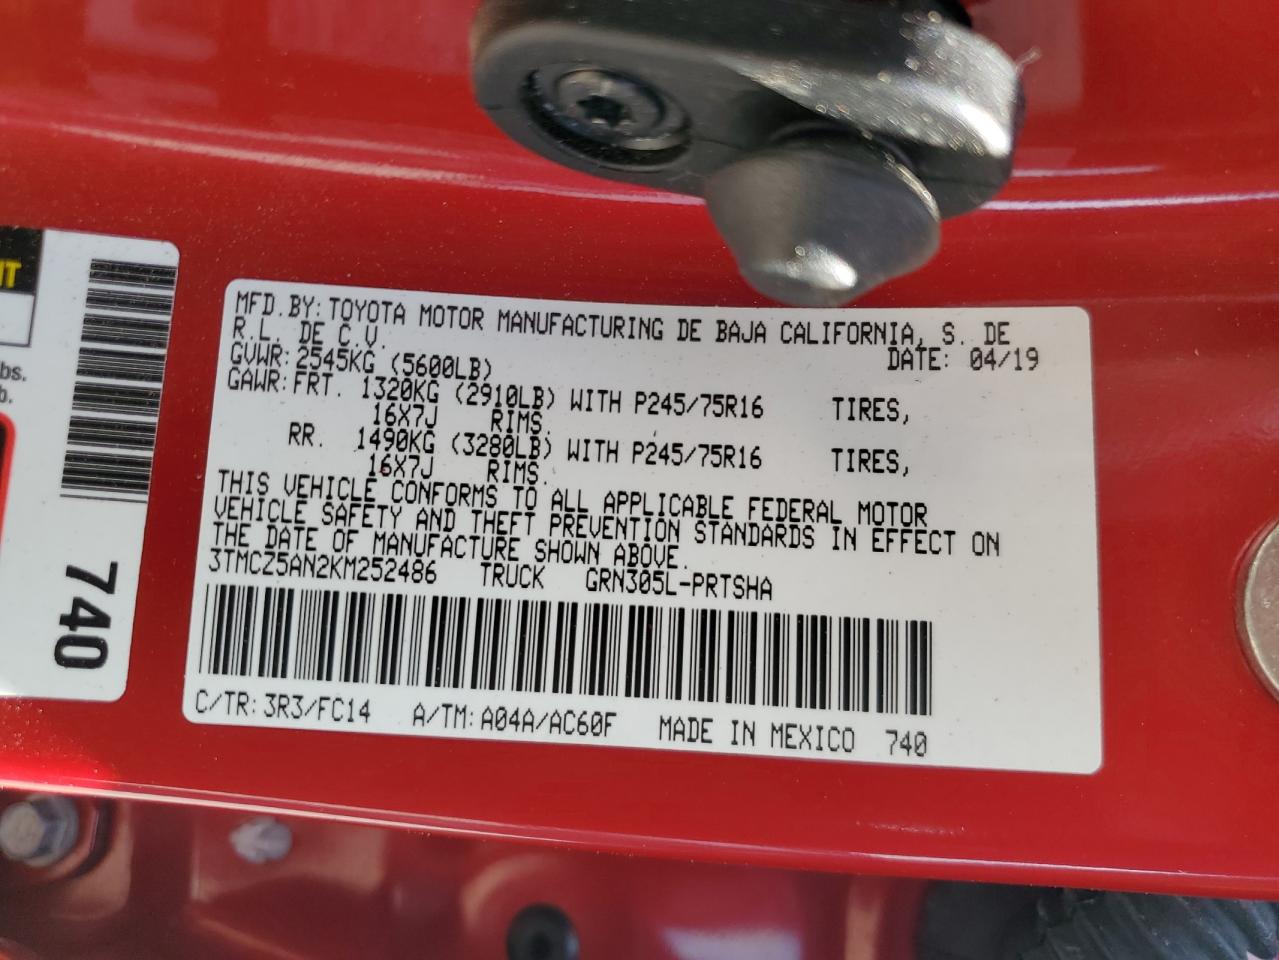 MFD. BY: TOYOTA MOTOR MANUFACTURING DE BAJA CALIFORNIA, S. DE
R.L. DE C.V. DATE: 04/19
GVWR: 2545KG (5600LB)
GAWR: FRT. 1320KG (2910LB) WITH P245/75R16 TIRES,
16X7J RIMS.
RR. 1490KG (3280LB) WITH P245/75R16 TIRES,
16X7J RIMS.
THIS VEHICLE CONFORMS TO ALL APPLICABLE FEDERAL MOTOR
VEHICLE SAFETY AND THEFT PREVENTION STANDARDS IN EFFECT ON
THE DATE OF MANUFACTURE SHOWN ABOVE.
3TMCZ5AN2KM252486 TRUCK GRN305L-PRTSHA
C/TR: 3R3/FC14 A/TM: A04A/AC60F MADE IN MEXICO 740
740
bs.
b.